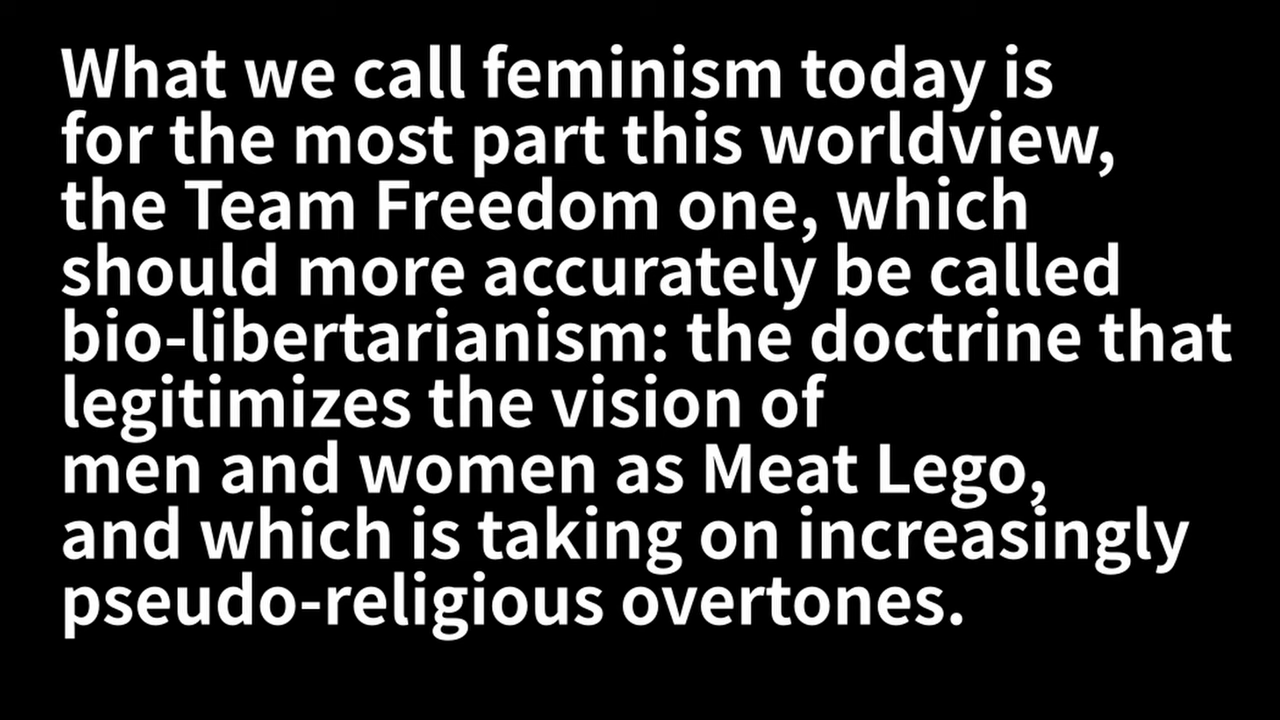 What we call feminism today is
for the most part this worldview,
the Team Freedom one, which
should more accurately be called
bio-libertarianism: the doctrine that
legitimizes the vision of
men and women as Meat Lego,
and which is taking on increasingly
pseudo-religious overtones.